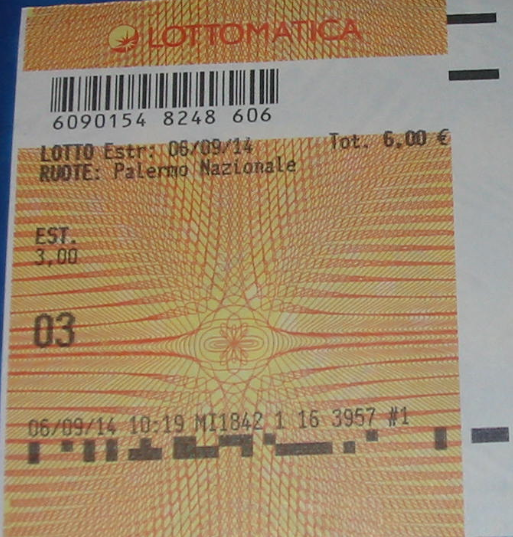 LOTTOMATICA
6090154 8248 606
LOTTO Estr: 06/09/14 Tot. 6,00 €
RUOTE: Palermo Nazionale
EST.
3,00
03
06/09/14 10:19 MI1842 1 16 3957 #1